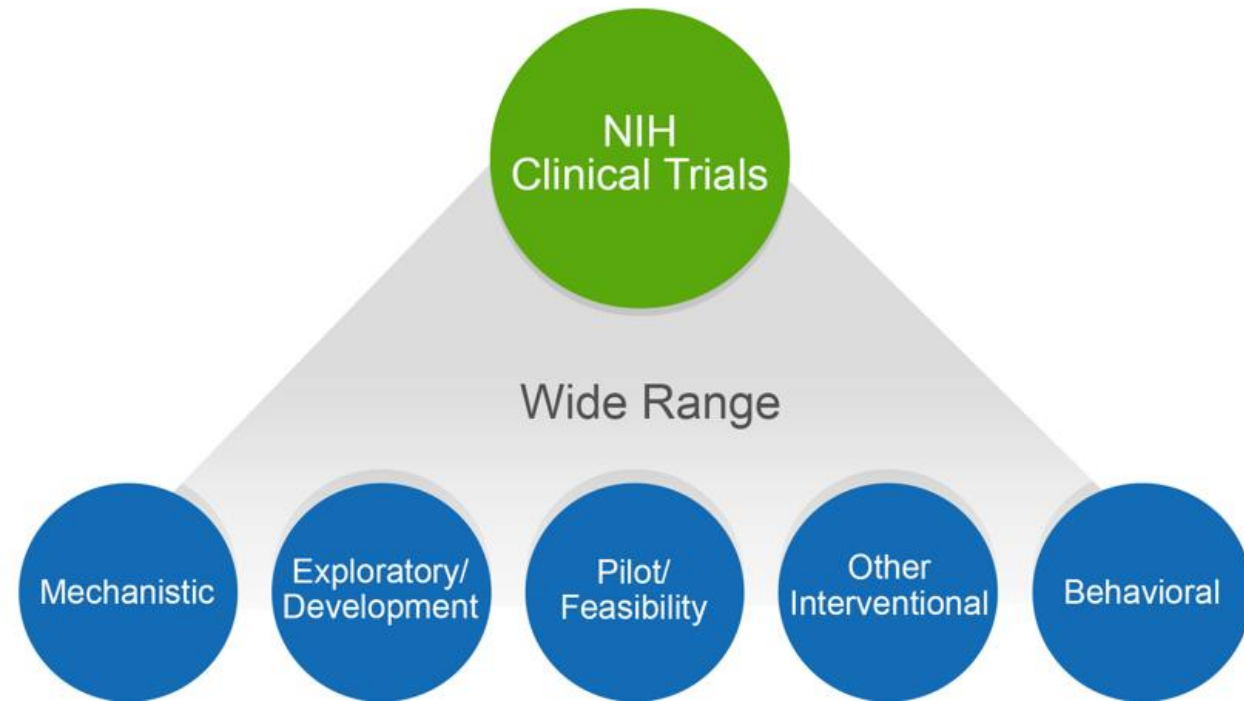 NIH
Clinical Trials
Wide Range
Mechanistic
Exploratory/
Development
Pilot/
Feasibility
Other
Interventional
Behavioral